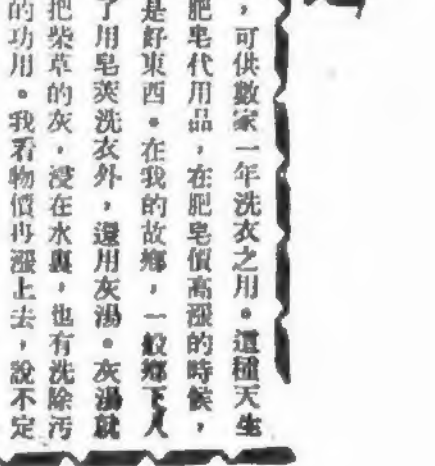 ，可供數家一年洗衣之用。這種天生
肥皂代用品，在肥皂價高漲的時候，
是好東西。在我的故鄉，一般鄉下人
了用皂莢洗衣外，還用灰湯。灰湯就
把柴草的灰，浸在水裏，也有洗除汚
的功用。我看物價再漲上去，說不定